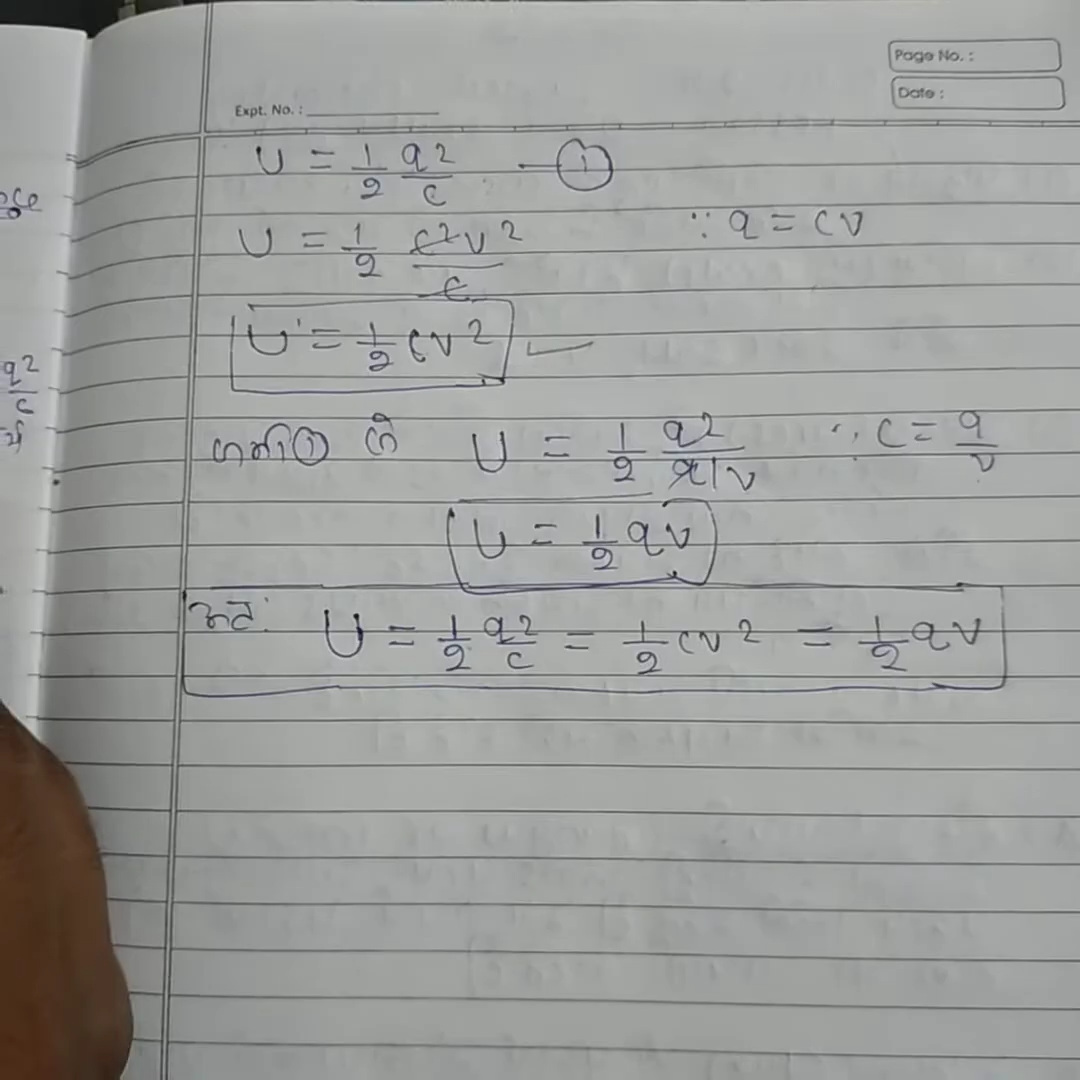 Page No. :
Date :
Expt. No. :
U = 1/2 q²/c — ①
U = 1/2 c²v²/c ∵ q = cv
U = 1/2 cv²
① से U = 1/2 q²/q/v ∵ c = q/v
U = 1/2 qv
अतः U = 1/2 q²/c = 1/2 cv² = 1/2 qv
q²/c